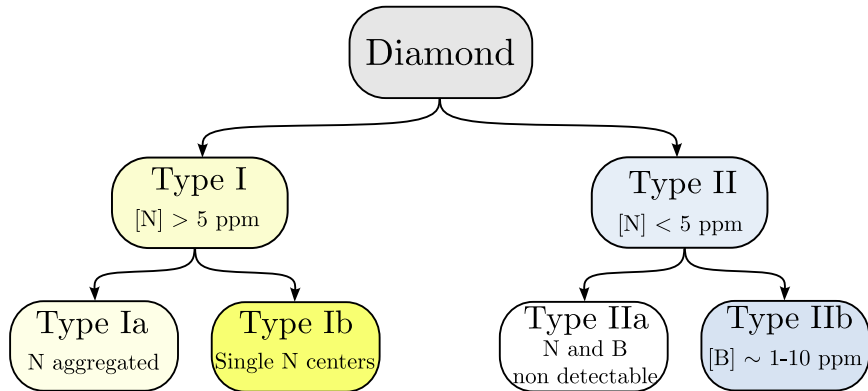 Diamond
Type I
[N] > 5 ppm
Type II
[N] < 5 ppm
Type Ia
N aggregated
Type Ib
Single N centers
Type IIa
N and B
non detectable
Type IIb
[B] ∼ 1-10 ppm